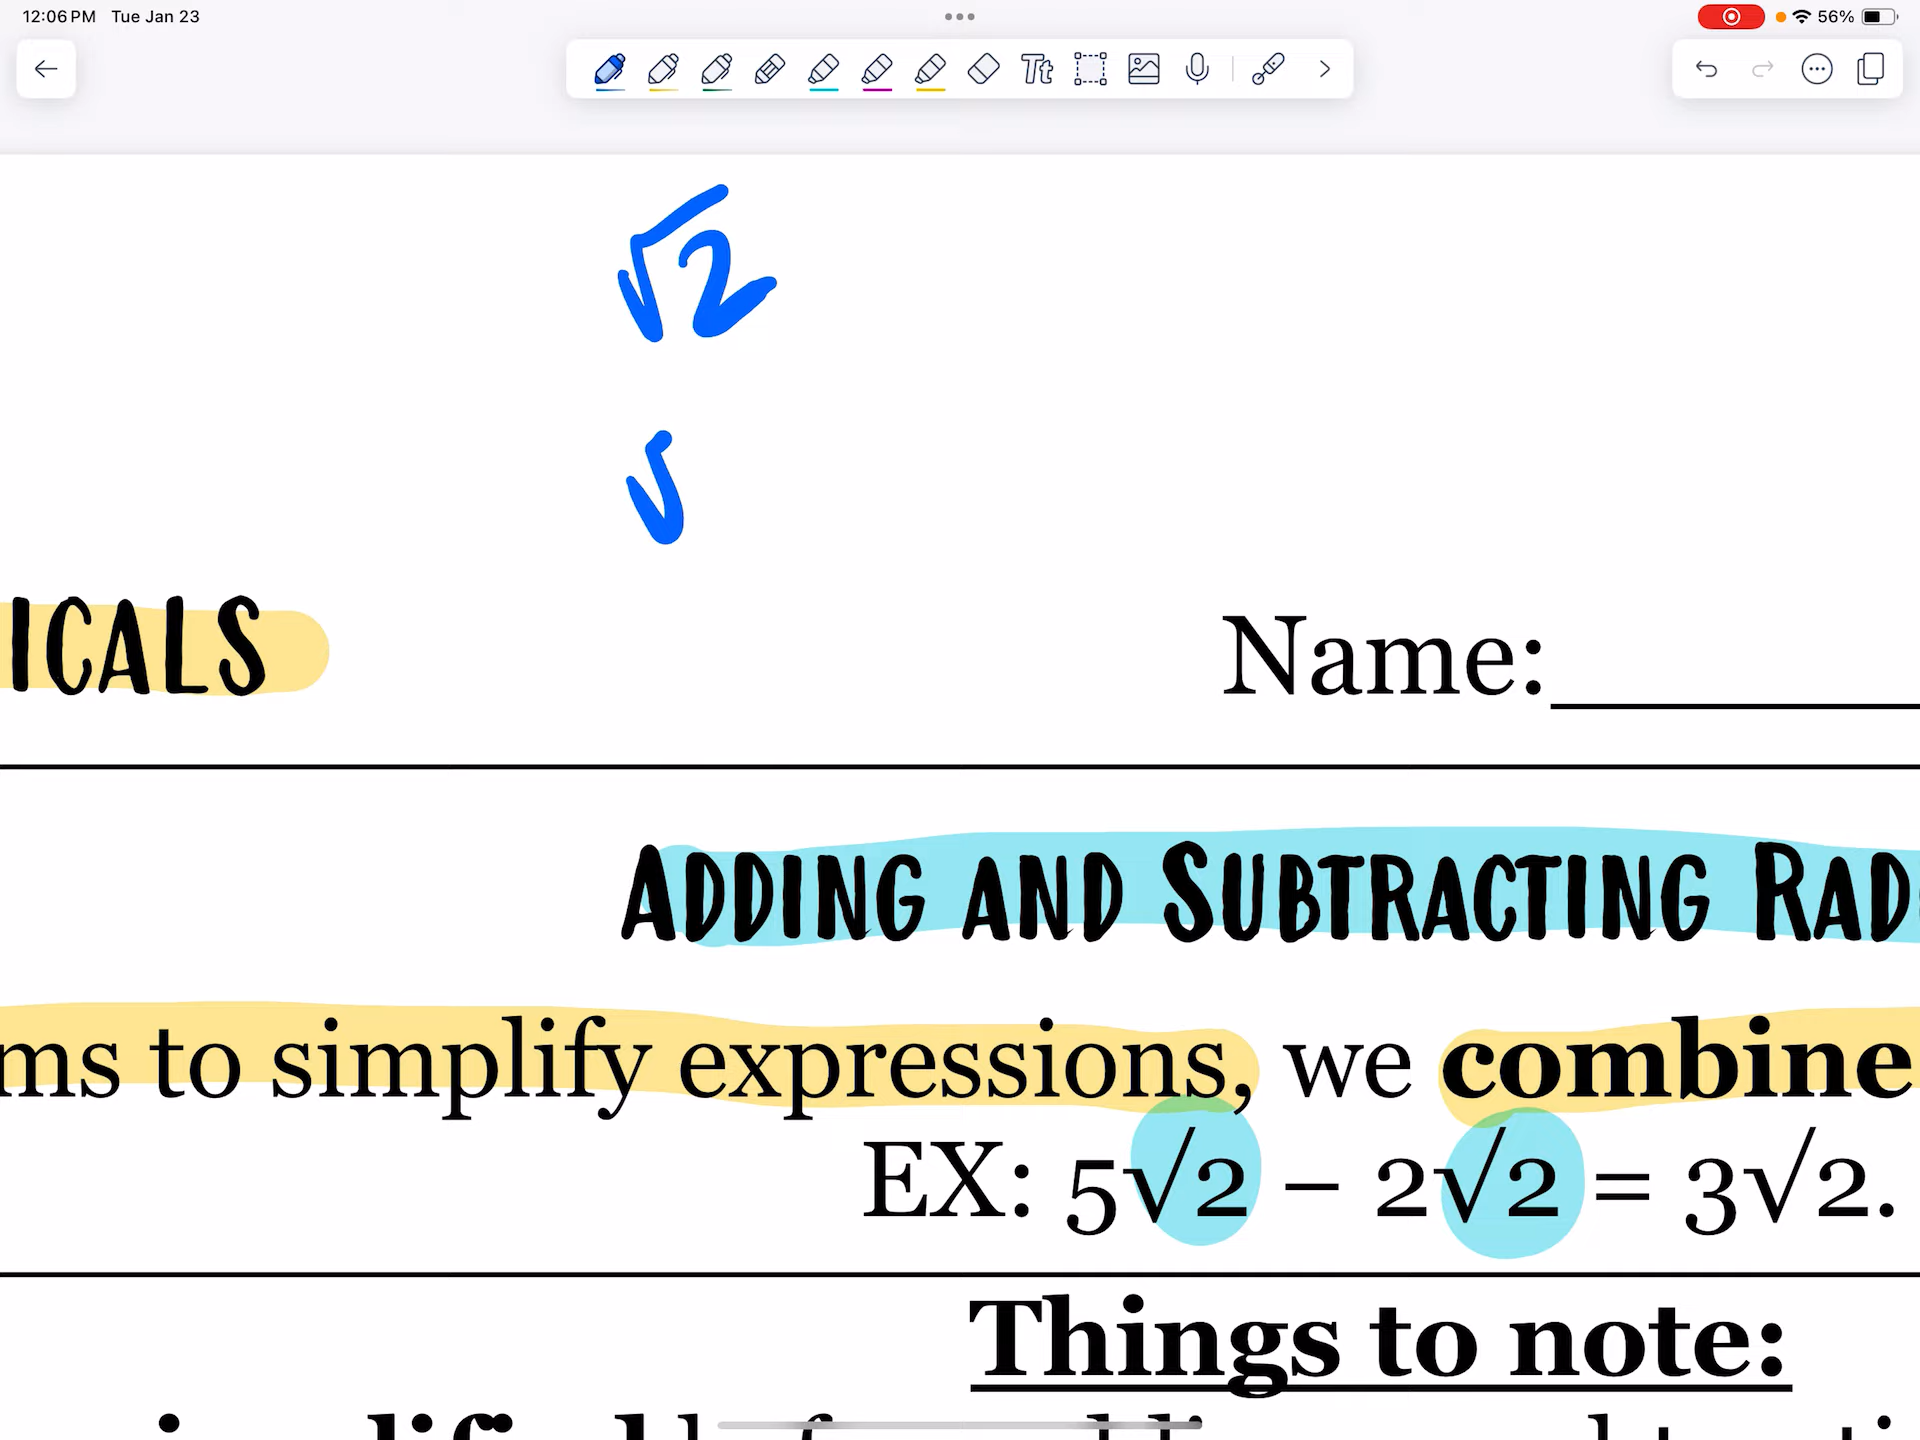 12:06 PM Tue Jan 23
56%
Tt
√2
√
ICALS
Name:
ADDING AND SUBTRACTING RAD
ms to simplify expressions, we combine
EX: 5√2 – 2√2 = 3√2.
Things to note: